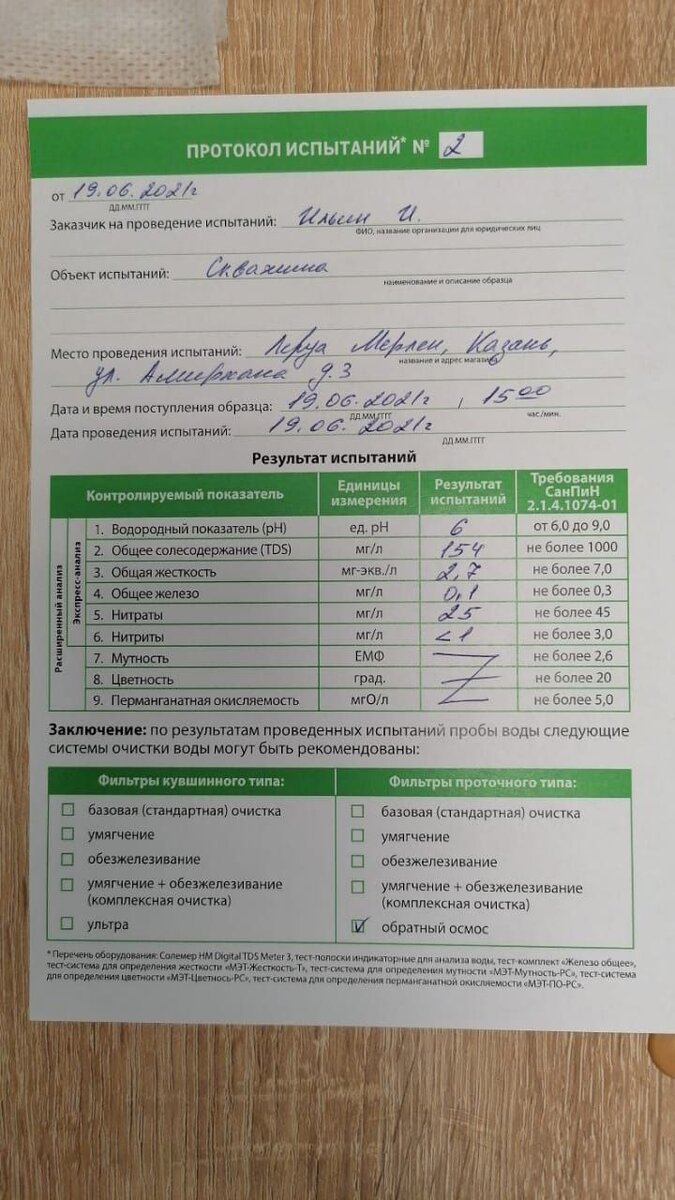 ПРОТОКОЛ ИСПЫТАНИЙ* № 2
от 19.06.2021г
ДД.ММ.ГГГГ
Заказчик на проведение испытаний: Ильин И.
ФИО, название организации для юридических лиц
Объект испытаний: Скважина
наименование и описание образца
Место проведения испытаний: Леруа Мерлен, Казань,
название и адрес магазина
ул. Амирхана д.3
Дата и время поступления образца: 19.06.2021г , 15 00
ДД.ММ.ГГГГ час/мин.
Дата проведения испытаний: 19.06.2021г
ДД.ММ.ГГГГ
Результат испытаний
Контролируемый показатель Единицы измерения Результат испытаний Требования СанПиН 2.1.4.1074-01
Расширенный анализ
Экспресс-анализ
1. Водородный показатель (pH) ед. pH 6 от 6,0 до 9,0
2. Общее солесодержание (TDS) мг/л 154 не более 1000
3. Общая жесткость мг-экв./л 2,7 не более 7,0
4. Общее железо мг/л 0,1 не более 0,3
5. Нитраты мг/л 25 не более 45
6. Нитриты мг/л <1 не более 3,0
7. Мутность ЕМФ не более 2,6
8. Цветность град. не более 20
9. Перманганатная окисляемость мгО/л не более 5,0
Заключение: по результатам проведенных испытаний пробы воды следующие
системы очистки воды могут быть рекомендованы:
Фильтры кувшинного типа: Фильтры проточного типа:
базовая (стандартная) очистка базовая (стандартная) очистка
умягчение умягчение
обезжелезивание обезжелезивание
умягчение + обезжелезивание умягчение + обезжелезивание
(комплексная очистка) (комплексная очистка)
ультра обратный осмос
* Перечень оборудования: Солемер HM Digital TDS Meter 3, тест-полоски индикаторные для анализа воды, тест-комплект «Железо общее»,
тест-система для определения жесткости «МЭТ-Жесткость-Т», тест-система для определения мутности «МЭТ-Мутность-РС», тест-система
для определения цветности «МЭТ-Цветнось-РС», тест-система для определения перманганатной окисляемости «МЭТ-ПО-РС».